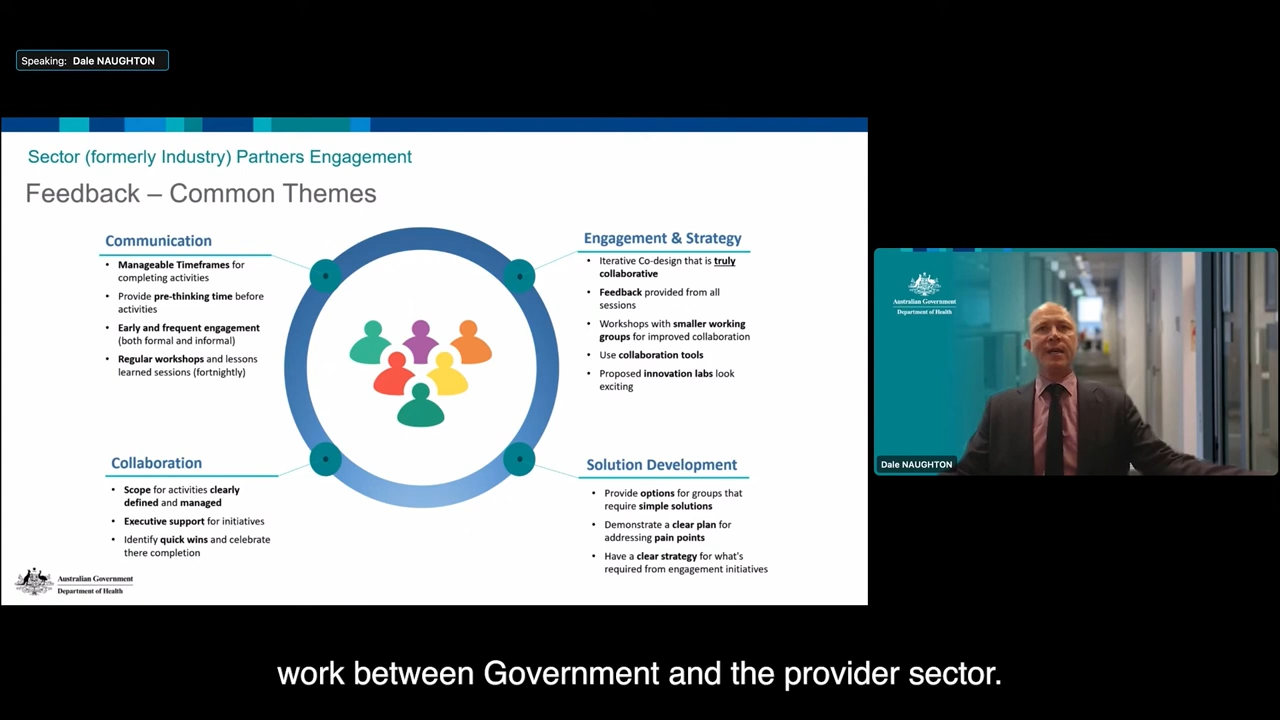 Speaking: Dale NAUGHTON
Sector (formerly Industry) Partners Engagement
Feedback – Common Themes
Communication
• Manageable Timeframes for
completing activities
• Provide pre-thinking time before
activities
• Early and frequent engagement
(both formal and informal)
• Regular workshops and lessons
learned sessions (fortnightly)
Engagement & Strategy
• Iterative Co-design that is truly
collaborative
• Feedback provided from all
sessions
• Workshops with smaller working
groups for improved collaboration
• Use collaboration tools
• Proposed innovation labs look
exciting
Collaboration
• Scope for activities clearly
defined and managed
• Executive support for initiatives
• Identify quick wins and celebrate
there completion
Solution Development
• Provide options for groups that
require simple solutions
• Demonstrate a clear plan for
addressing pain points
• Have a clear strategy for what's
required from engagement initiatives
Australian Government
Department of Health
Australian Government
Department of Health
Dale NAUGHTON
work between Government and the provider sector.